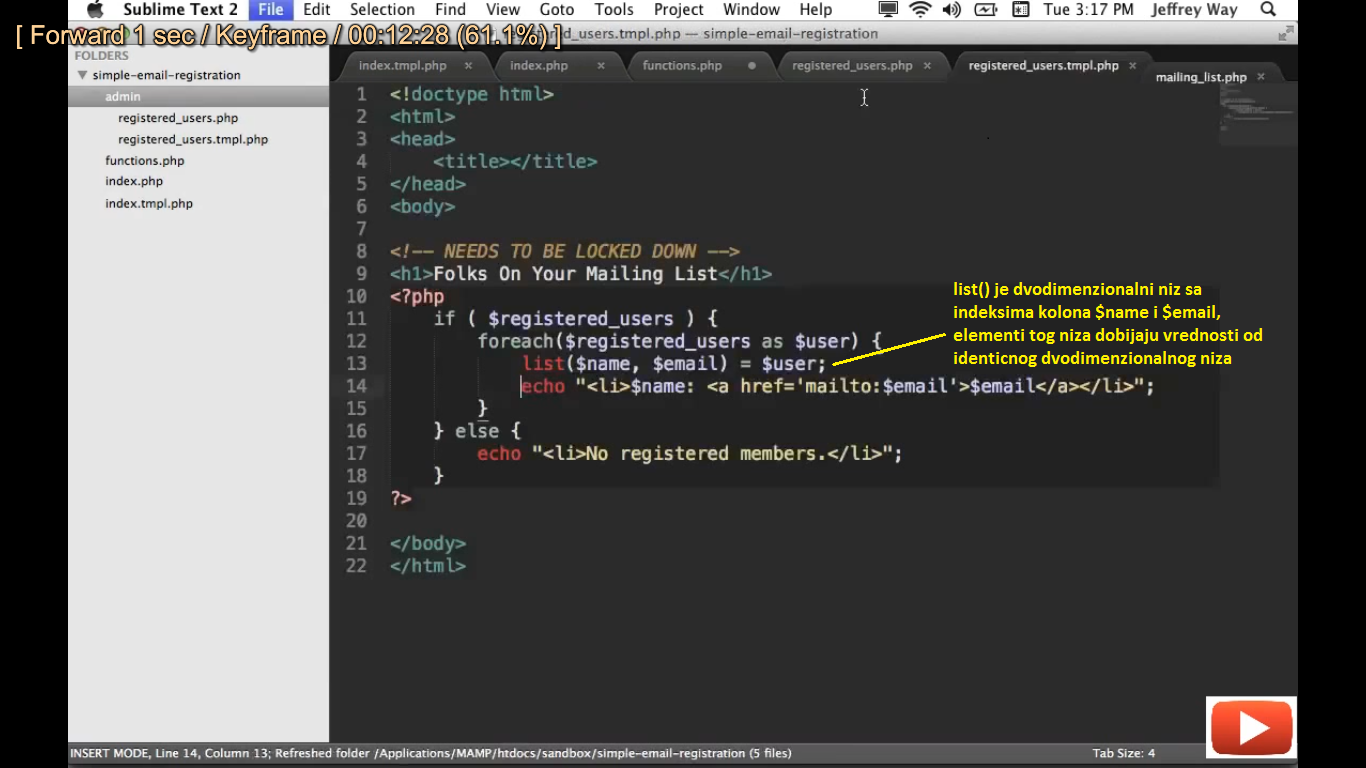 Sublime Text 2 File Edit Selection Find View Goto Tools Project Window Help Tue 3:17 PM Jeffrey Way
[ Forward 1 sec / Keyframe / 00:12:28 (61.1%) ]
_users.tmpl.php — simple-email-registration
FOLDERS
simple-email-registration
admin
registered_users.php
registered_users.tmpl.php
functions.php
index.php
index.tmpl.php
index.tmpl.php × index.php × functions.php registered_users.php × registered_users.tmpl.php × mailing_list.php ×
1 <!doctype html>
2 <html>
3 <head>
4 <title></title>
5 </head>
6 <body>
7
8 <!-- NEEDS TO BE LOCKED DOWN -->
9 <h1>Folks On Your Mailing List</h1>
10 <?php
11 if ( $registered_users ) {
12 foreach($registered_users as $user) {
13 list($name, $email) = $user;
14 echo "<li>$name: <a href='mailto:$email'>$email</a></li>";
15 }
16 } else {
17 echo "<li>No registered members.</li>";
18 }
19 ?>
20
21 </body>
22 </html>
list() je dvodimenzionalni niz sa
indeksima kolona $name i $email,
elementi tog niza dobijaju vrednosti od
identicnog dvodimenzionalnog niza
INSERT MODE, Line 14, Column 13; Refreshed folder /Applications/MAMP/htdocs/sandbox/simple-email-registration (5 files) Tab Size: 4